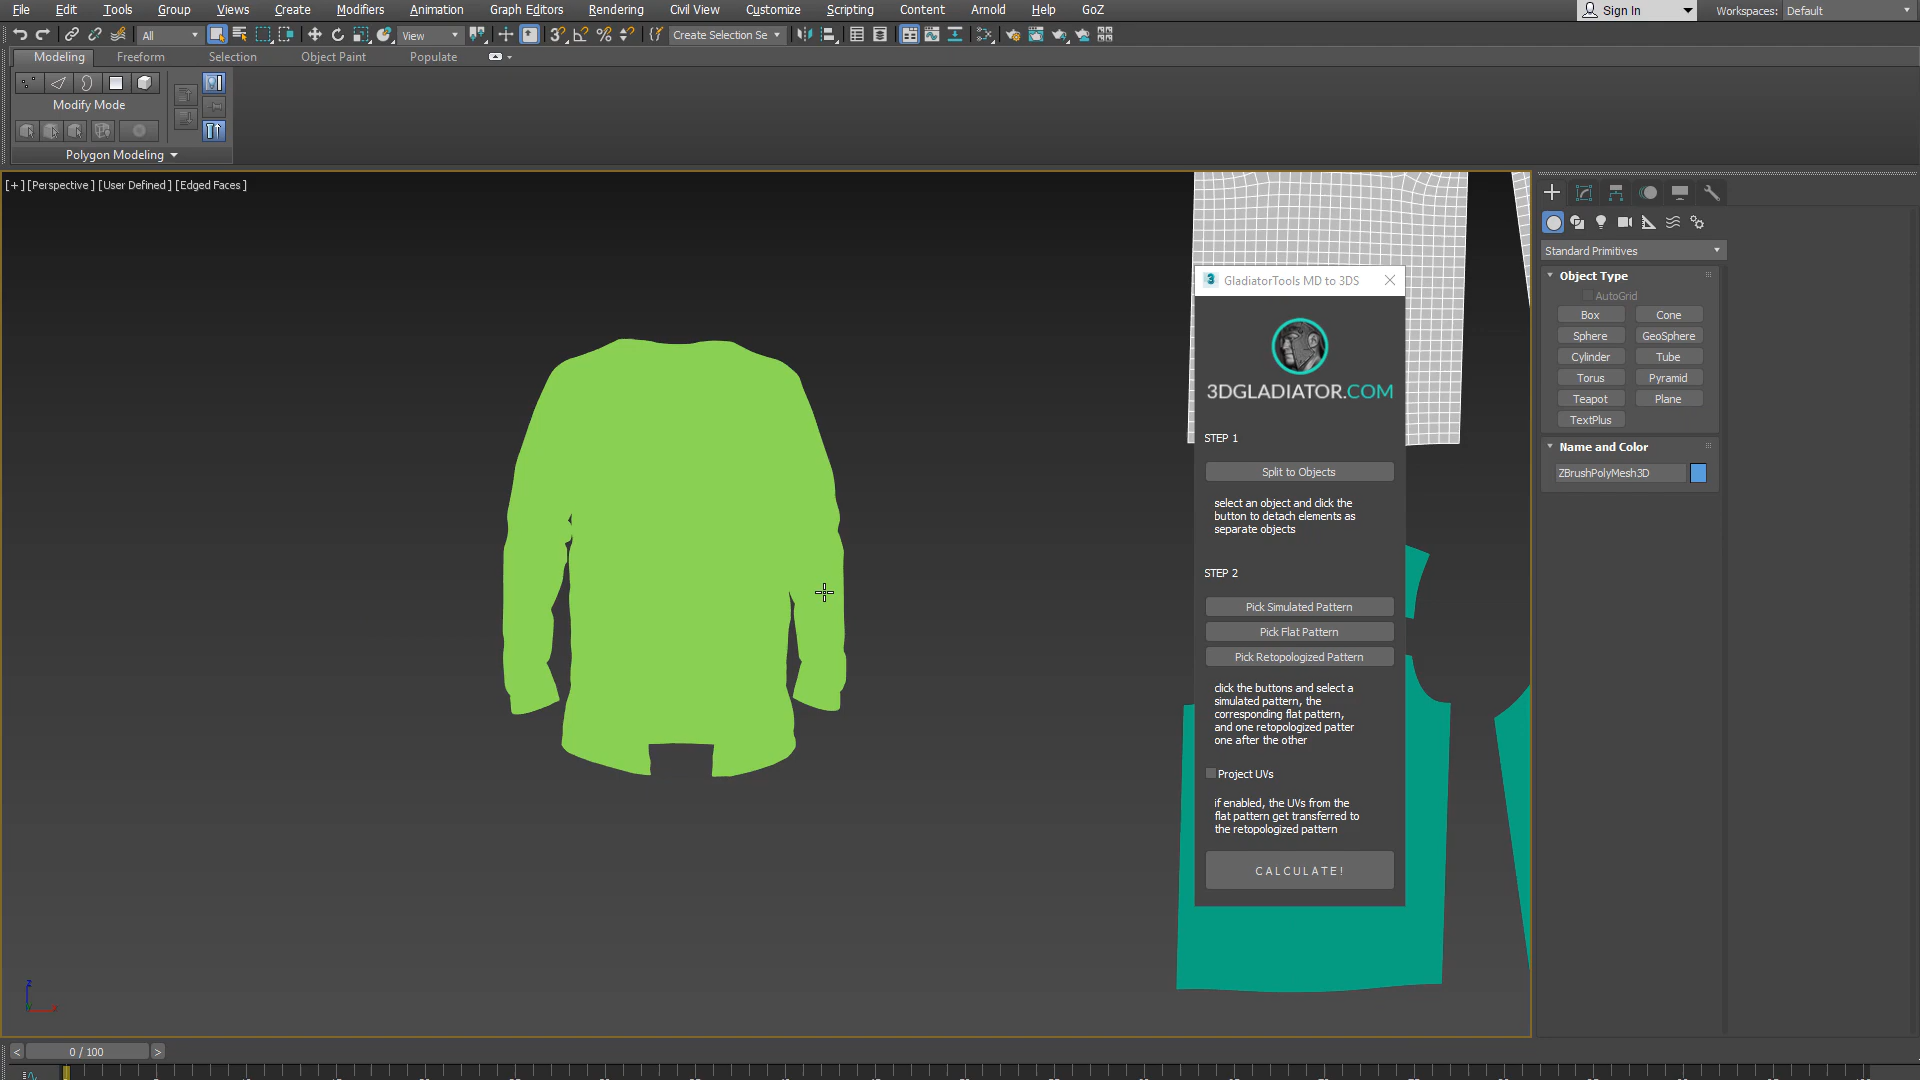 File Edit Tools Group Views Create Modifiers Animation Graph Editors Rendering Civil View Customize Scripting Content Arnold Help GoZ Sign In Workspaces: Default
All View Create Selection Se
Modeling Freeform Selection Object Paint Populate
Modify Mode
Polygon Modeling
[+] [Perspective] [User Defined] [Edged Faces]
Standard Primitives
Object Type
AutoGrid
Box Cone
Sphere GeoSphere
Cylinder Tube
Torus Pyramid
Teapot Plane
TextPlus
Name and Color
ZBrushPolyMesh3D
GladiatorTools MD to 3DS
3DGLADIATOR.COM
STEP 1
Split to Objects
select an object and click the
button to detach elements as
separate objects
STEP 2
Pick Simulated Pattern
Pick Flat Pattern
Pick Retopologized Pattern
click the buttons and select a
simulated pattern, the
corresponding flat pattern,
and one retopologized patter
one after the other
Project UVs
if enabled, the UVs from the
flat pattern get transferred to
the retopologized pattern
CALCULATE!
z
x
< 0 / 100 >